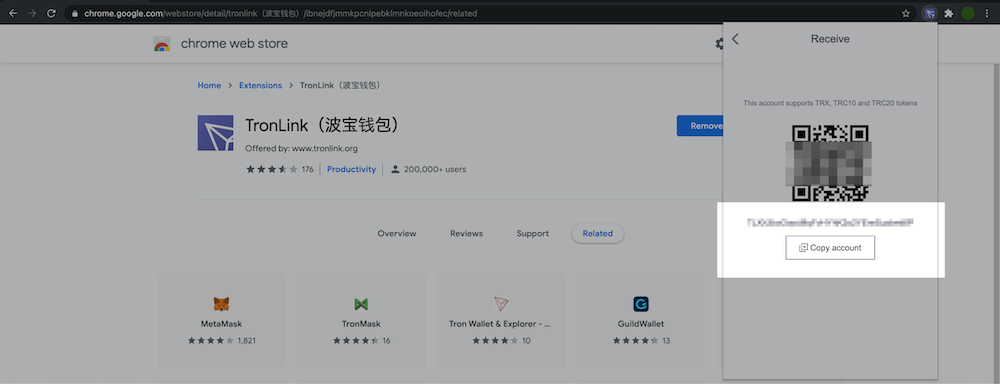 chrome.google.com/webstore/detail/tronlink（波宝钱包）/ibnejdfjmmkpcnlpebklmnkoeoihofec/related
chrome web store
Home > Extensions > TronLink（波宝钱包）
TronLink（波宝钱包）
Offered by: www.tronlink.org
176 Productivity 200,000+ users
Remove
Overview Reviews Support Related
MetaMask
1,821
TronMask
16
Tron Wallet & Explorer - ...
10
GuildWallet
13
Receive
This account supports TRX, TRC10 and TRC20 tokens
Copy account